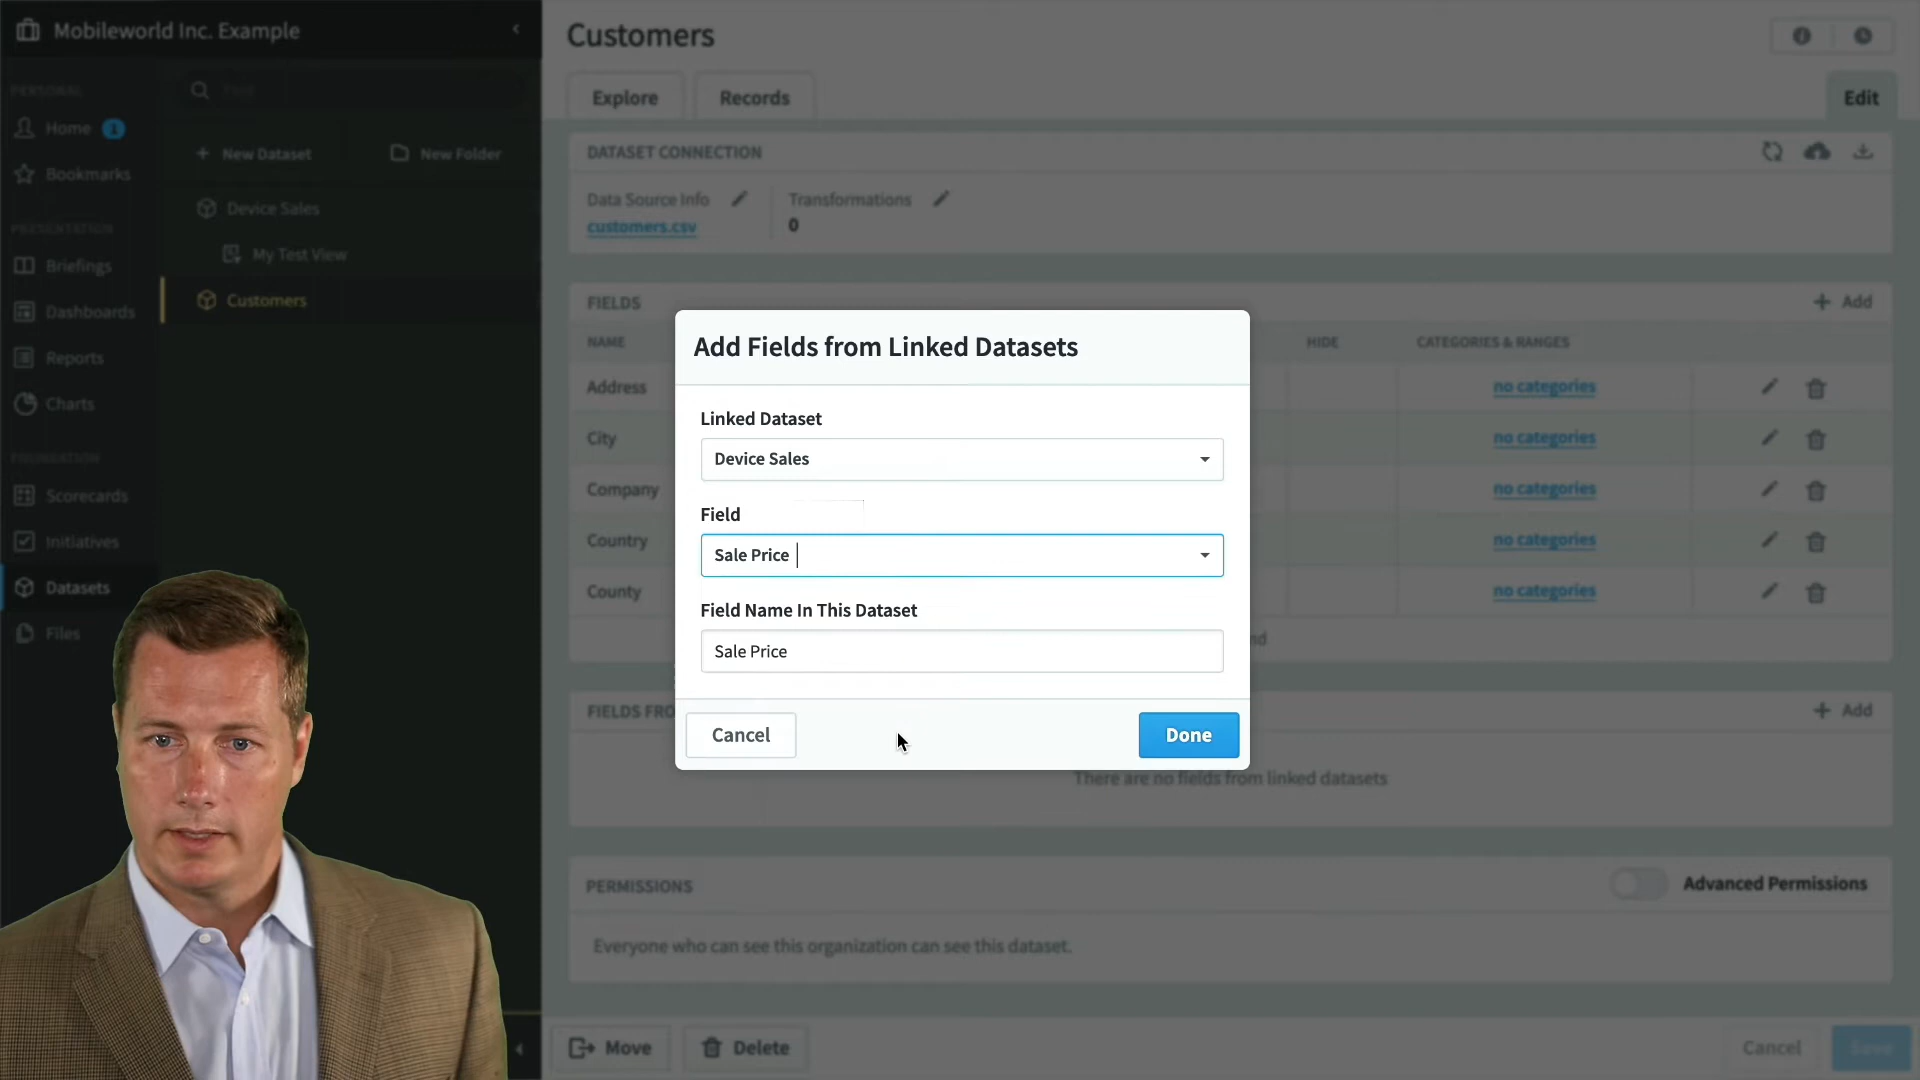 Mobileworld Inc. Example
PERSONAL
Home 1
Bookmarks
PRESENTATION
Briefings
Dashboards
Reports
Charts
FOUNDATION
Scorecards
Initiatives
Datasets
Files
New Dataset
New Folder
Device Sales
My Test View
Customers
Customers
Explore
Records
Edit
DATASET CONNECTION
Data Source Info
customers.csv
Transformations
0
FIELDS
Add
NAME
HIDE
CATEGORIES & RANGES
Address
no categories
City
no categories
Company
no categories
Country
no categories
County
no categories
Add Fields from Linked Datasets
Linked Dataset
Device Sales
Field
Sale Price
Field Name In This Dataset
Sale Price
Cancel
Done
FIELDS FRO
Add
There are no fields from linked datasets
PERMISSIONS
Advanced Permissions
Everyone who can see this organization can see this dataset.
Move
Delete
Cancel
Save